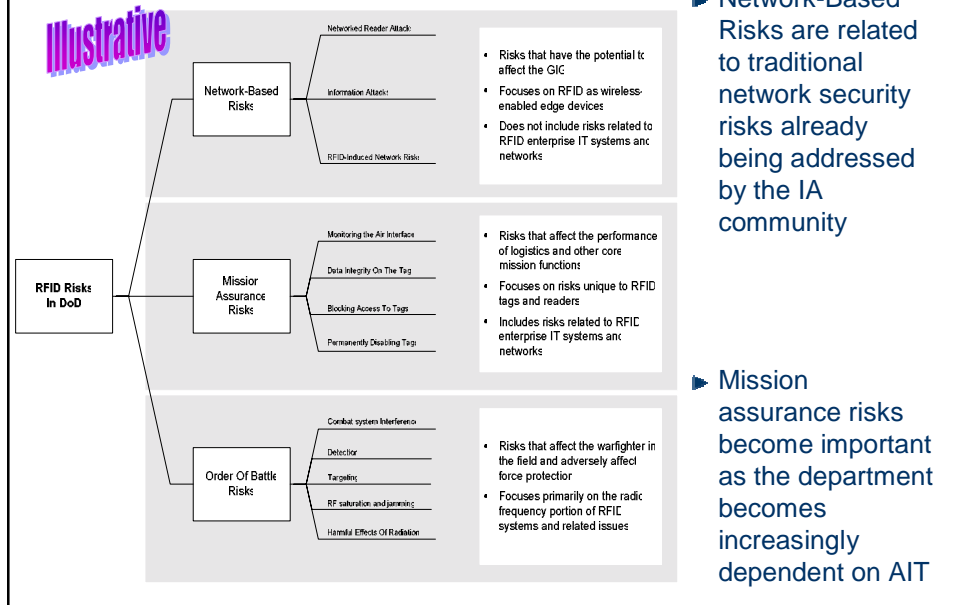 Illustrative
RFID Risks
In DoD
Network-Based
Risks
Networked Reader Attack
Information Attack
RFID-Induced Network Risk
• Risks that have the potential to
affect the GIG
• Focuses on RFID as wireless-
enabled edge devices
• Does not include risks related to
RFID enterprise IT systems and
networks
Mission
Assurance
Risks
Monitoring the Air Interface
Data Integrity On The Tag
Blocking Access To Tags
Permanently Disabling Tags
• Risks that affect the performance
of logistics and other core
mission functions
• Focuses on risks unique to RFID
tags and readers
• Includes risks related to RFID
enterprise IT systems and
networks
Order Of Battle
Risks
Combat system Interference
Detection
Targeting
RF saturation and jamming
Harmful Effects Of Radiation
• Risks that affect the warfighter in
the field and adversely affect
force protection
• Focuses primarily on the radio
frequency portion of RFID
systems and related issues
Network-Based
Risks are related
to traditional
network security
risks already
being addressed
by the IA
community
Mission
assurance risks
become important
as the department
becomes
increasingly
dependent on AIT